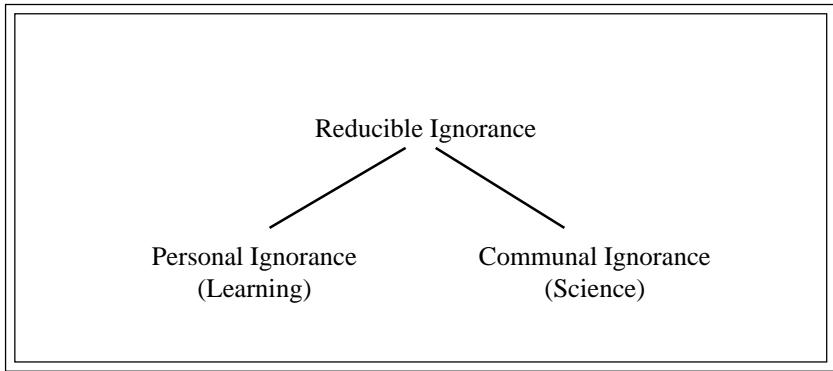 Reducible Ignorance
Personal Ignorance
(Learning)
Communal Ignorance
(Science)